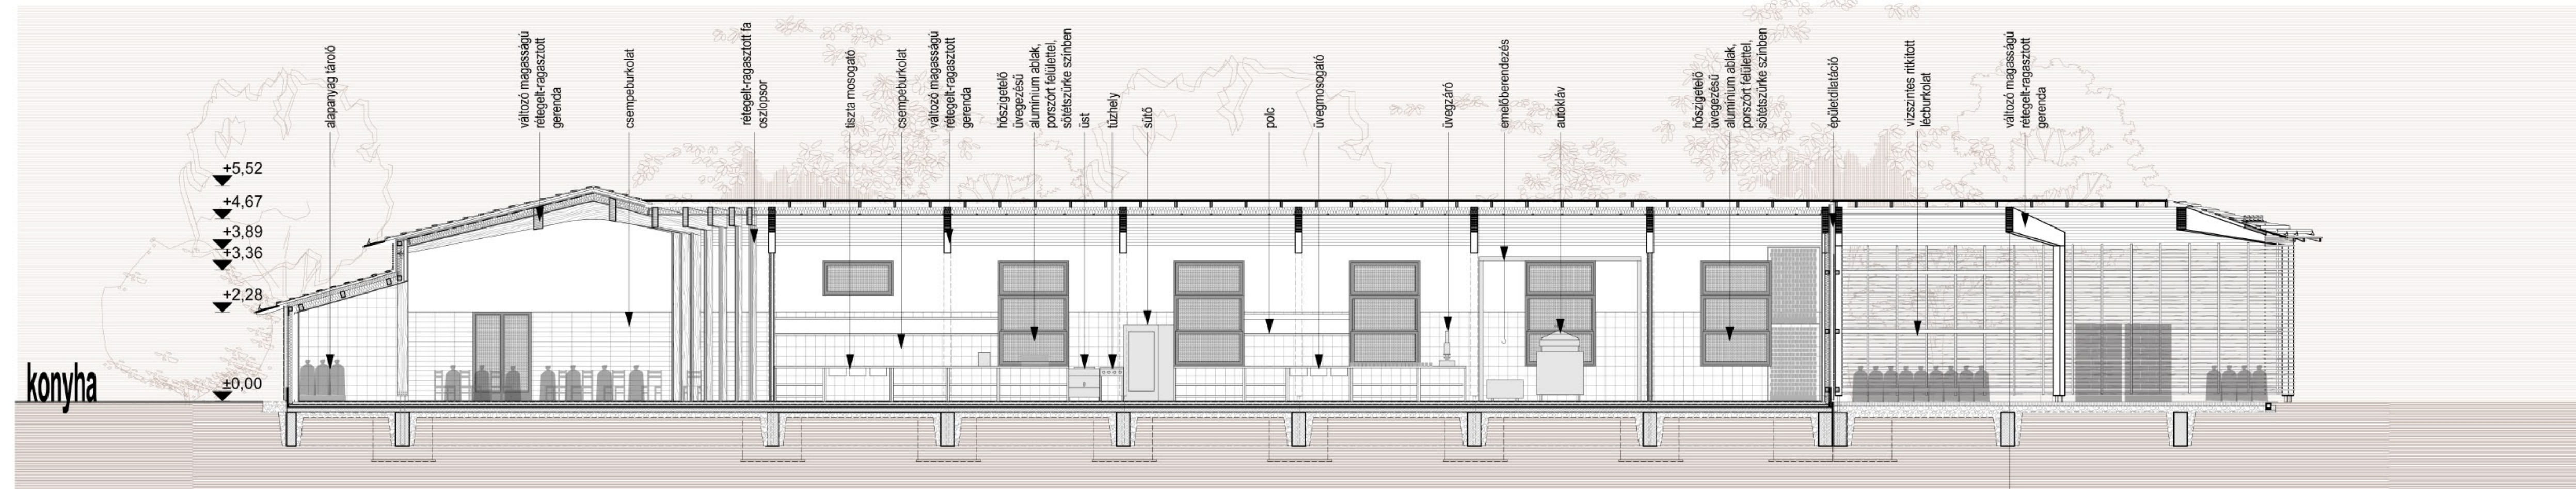 alapanyag tároló
változó magasságú
rétegelt-ragasztott
gerenda
csempeburkolat
rétegelt-ragasztott fa
oszlopsor
tiszta mosogató
csempeburkolat
változó magasságú
rétegelt-ragasztott
gerenda
hőszigetelő
üvegezésű
alumínium ablak,
porszórt felülettel,
sötétszürke színben
üst
tűzhely
sütő
polc
üvegmosogató
üvegzáró
emelőberendezés
autokláv
hőszigetelő
üvegezésű
alumínium ablak,
porszórt felülettel,
sötétszürke színben
épületdilatáció
vízszintes ritkított
lécburkolat
változó magasságú
rétegelt-ragasztott
gerenda
+5,52
+4,67
+3,89
+3,36
+2,28
±0,00
konyha